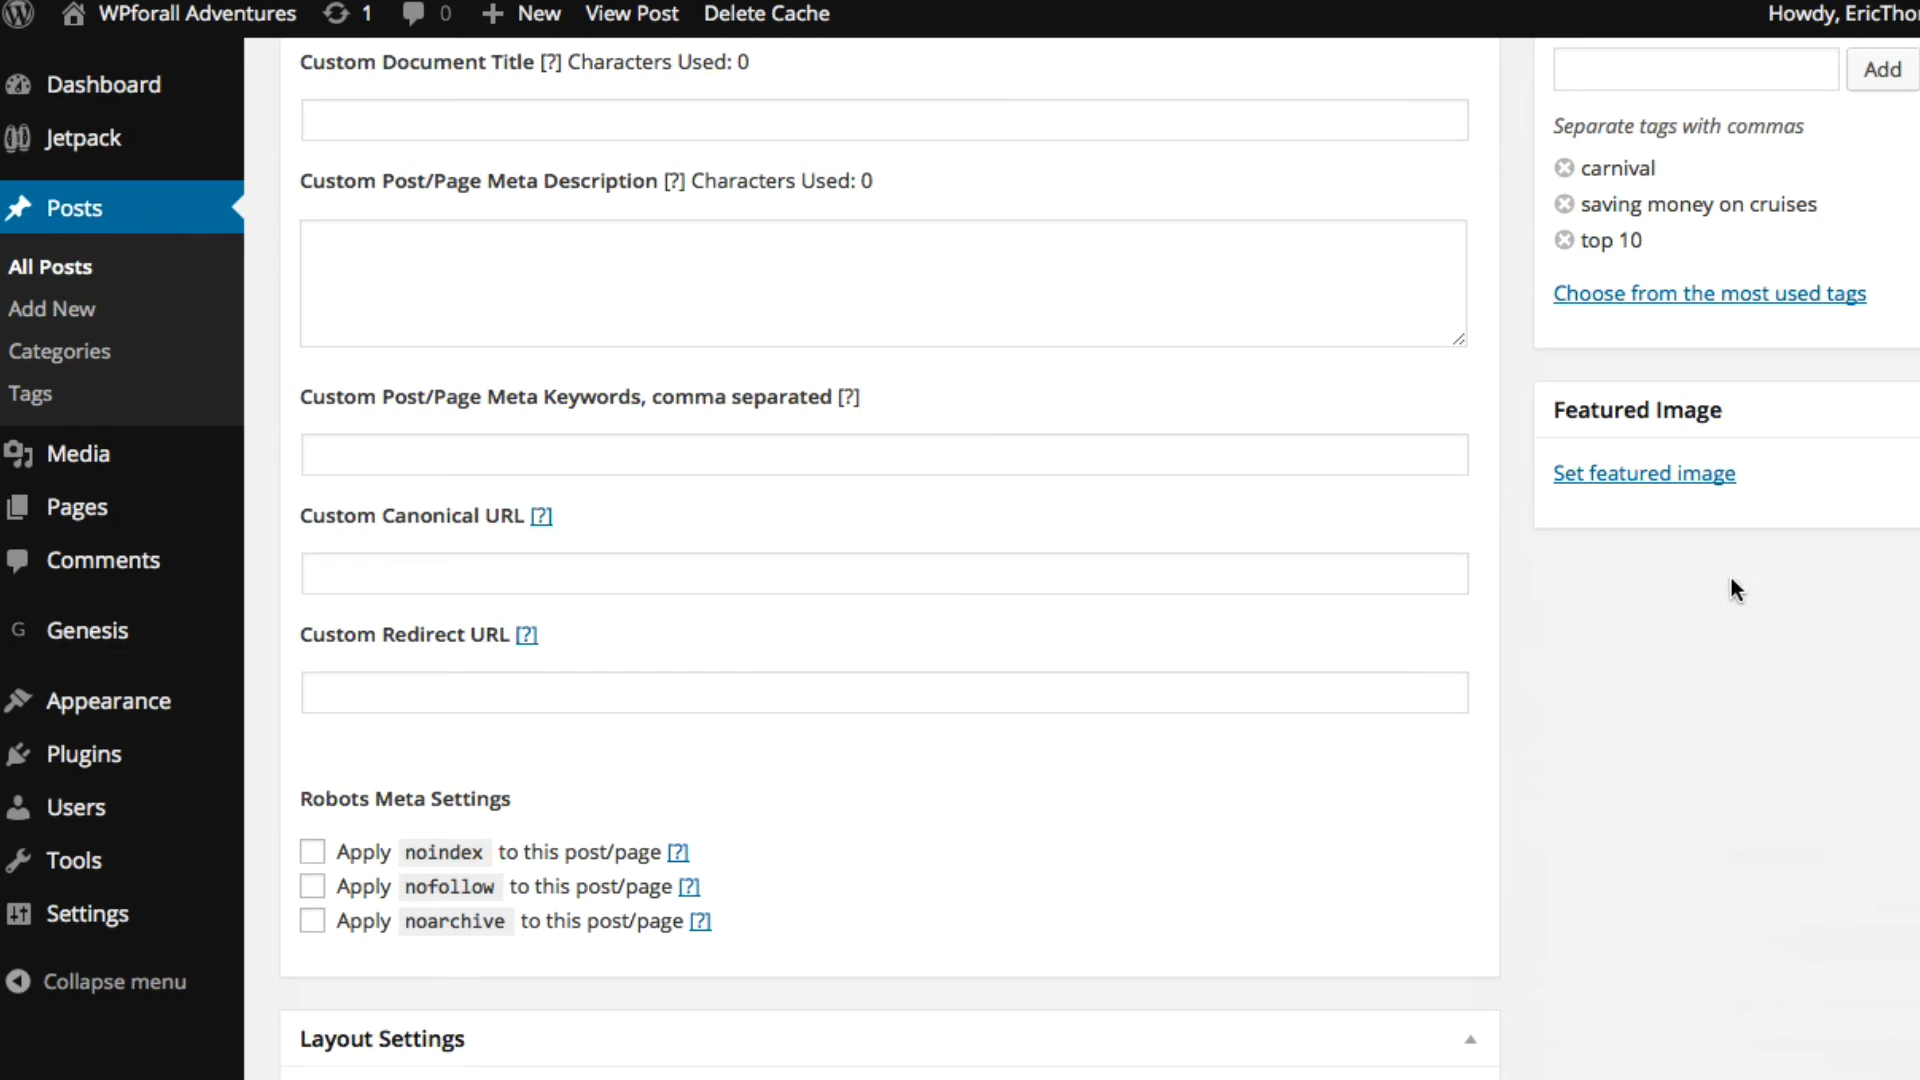 WPforall Adventures 1 0 New View Post Delete Cache
Howdy, EricThor
Dashboard
Jetpack
Posts
All Posts
Add New
Categories
Tags
Media
Pages
Comments
G Genesis
Appearance
Plugins
Users
Tools
Settings
Collapse menu
Custom Document Title [?] Characters Used: 0
Custom Post/Page Meta Description [?] Characters Used: 0
Custom Post/Page Meta Keywords, comma separated [?]
Custom Canonical URL [?]
Custom Redirect URL [?]
Robots Meta Settings
Apply noindex to this post/page [?]
Apply nofollow to this post/page [?]
Apply noarchive to this post/page [?]
Layout Settings
Add
Separate tags with commas
carnival
saving money on cruises
top 10
Choose from the most used tags
Featured Image
Set featured image